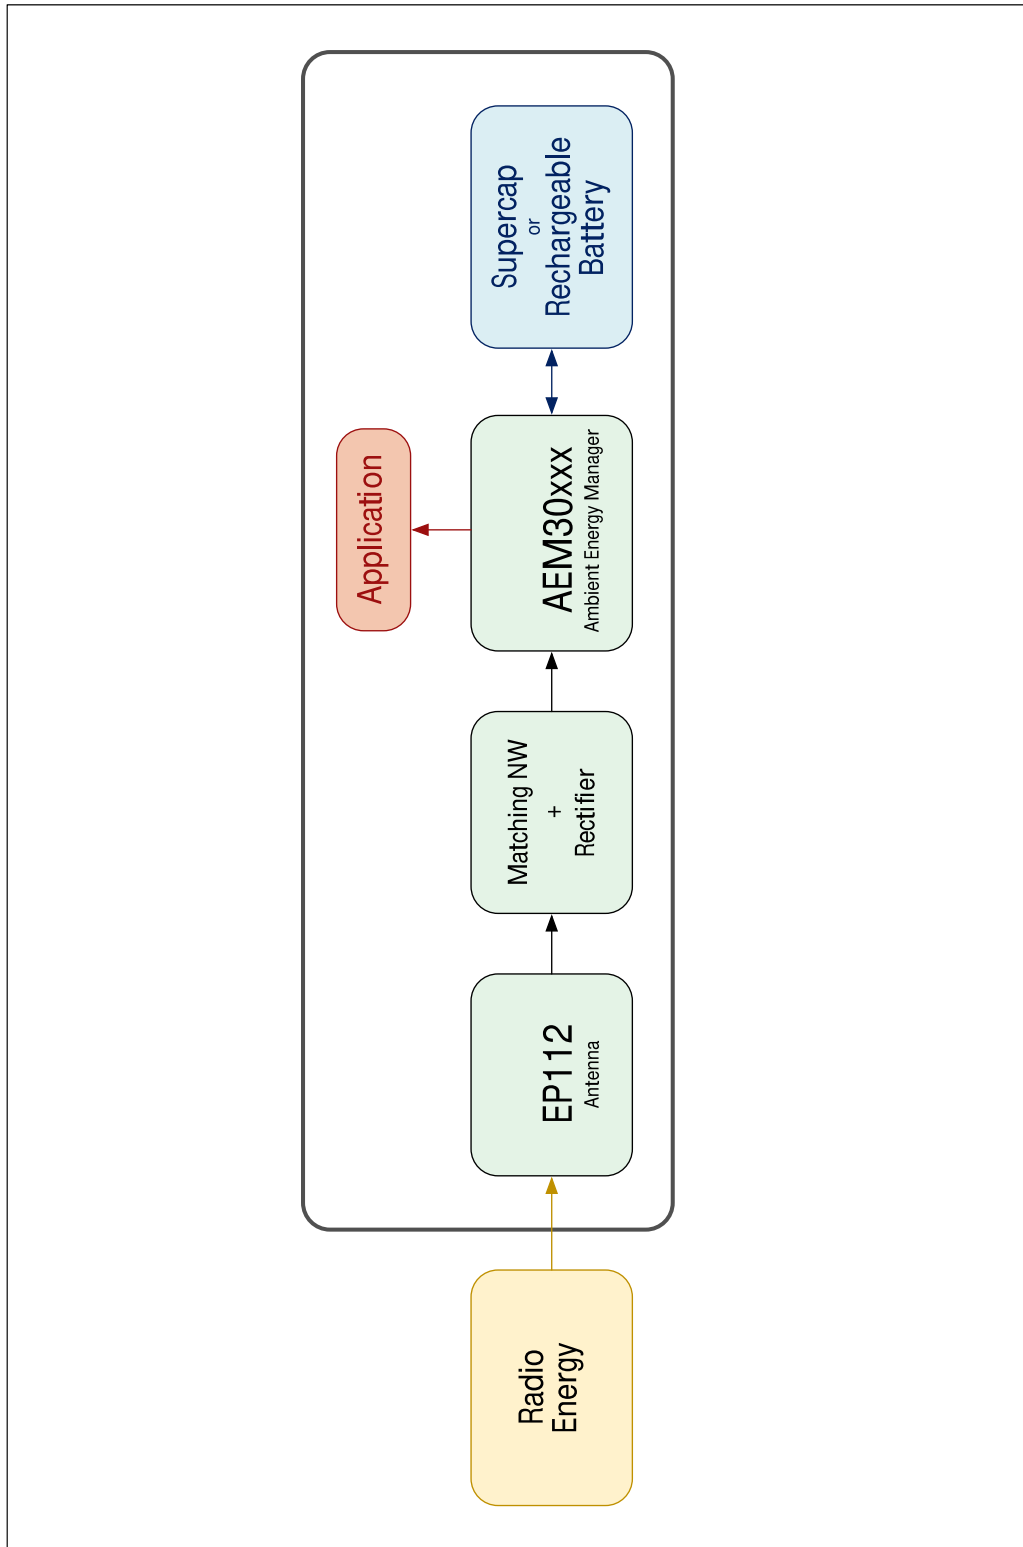 Radio
Energy
EP112
Antenna
Matching NW
+
Rectifier
AEM30xxx
Ambient Energy Manager
Application
Supercap
or
Rechargeable
Battery